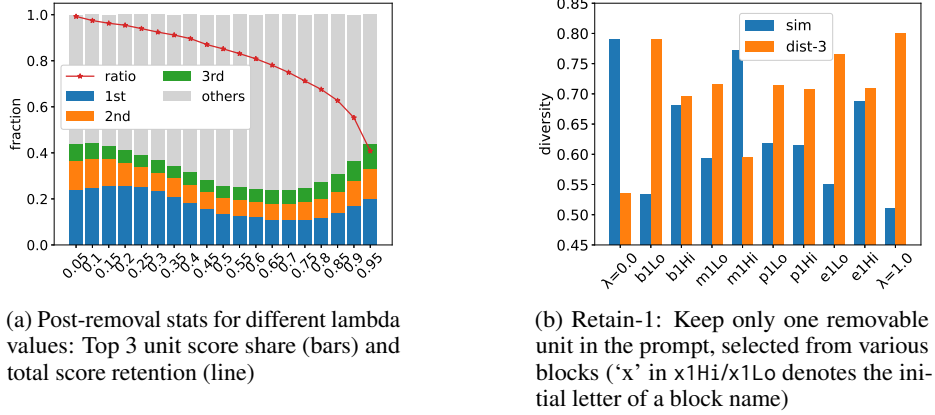 1.0
0.8
0.6
0.4
0.2
0.0
fraction
ratio
1st
2nd
3rd
others
0.05
0.1
0.15
0.2
0.25
0.3
0.35
0.4
0.45
0.5
0.55
0.6
0.65
0.7
0.75
0.8
0.85
0.9
0.95
(a) Post-removal stats for different lambda
values: Top 3 unit score share (bars) and
total score retention (line)
0.85
0.80
0.75
0.70
0.65
0.60
0.55
0.50
0.45
diversity
sim
dist-3
λ=0.0
b1Lo
b1Hi
m1Lo
m1Hi
p1Lo
p1Hi
e1Lo
e1Hi
λ=1.0
(b) Retain-1: Keep only one removable
unit in the prompt, selected from various
blocks (‘x’ in x1Hi/x1Lo denotes the ini-
tial letter of a block name)